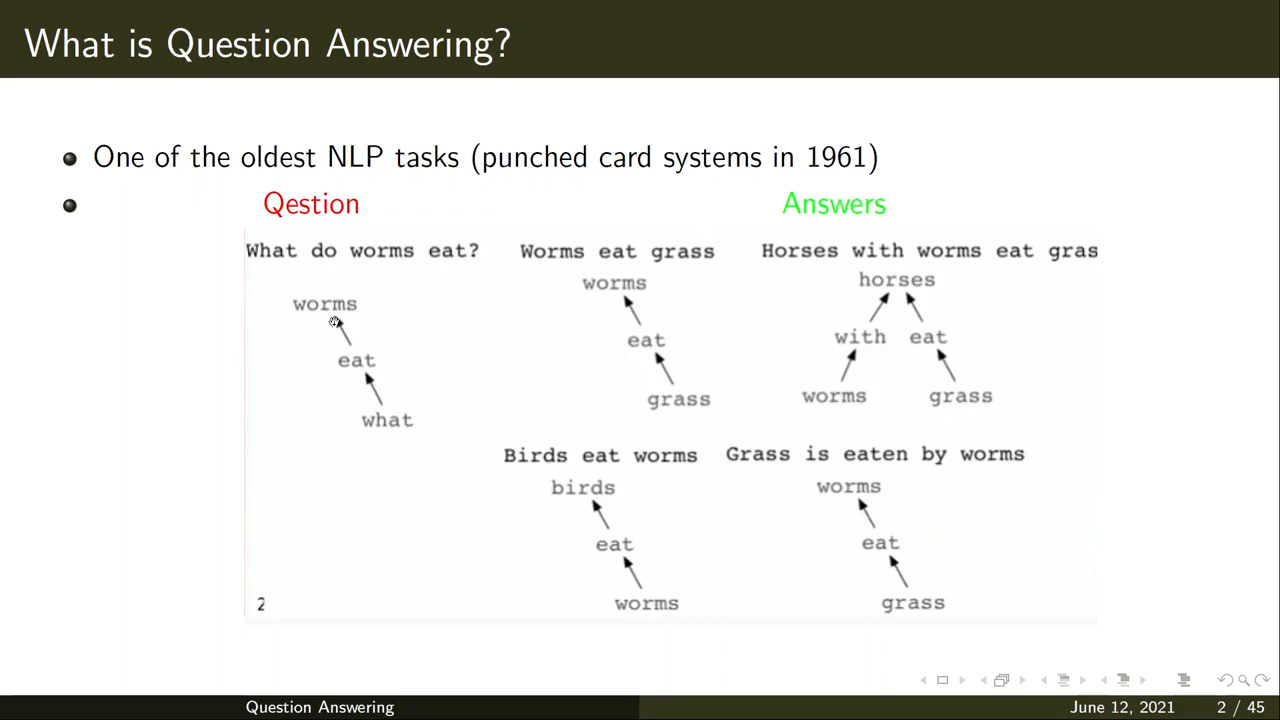 What is Question Answering?
One of the oldest NLP tasks (punched card systems in 1961)
Qestion Answers
What do worms eat? Worms eat grass Horses with worms eat gras
worms worms horses
eat eat with eat
what grass worms grass
Birds eat worms Grass is eaten by worms
birds worms
eat eat
worms grass
2
Question Answering June 12, 2021 2 / 45